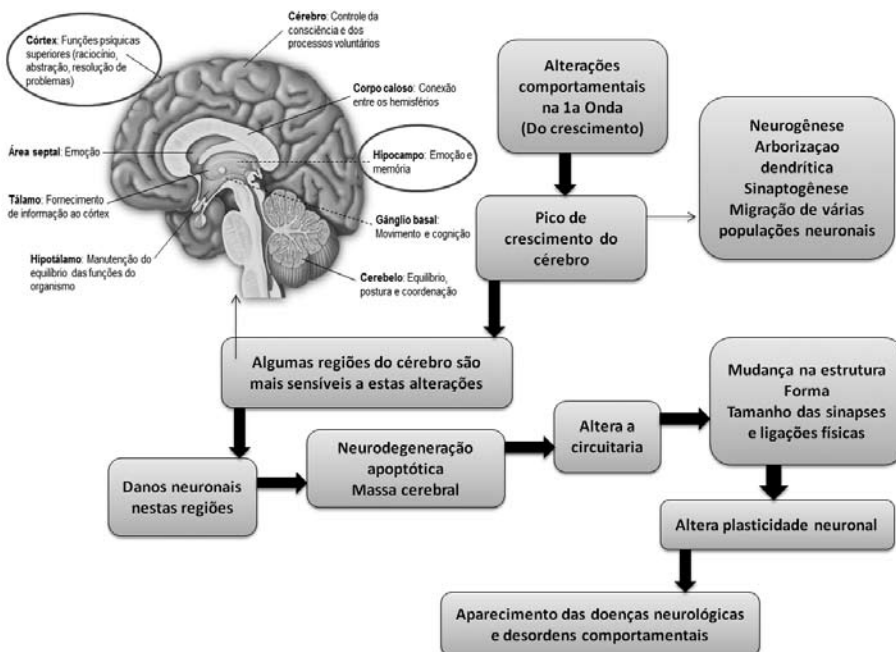 Cérebro: Controle da
consciência e dos
processos voluntários
Córtex: Funções psíquicas
superiores (raciocínio,
abstração, resolução de
problemas)
Corpo caloso: Conexão
entre os hemisférios
Área septal: Emoção
Hipocampo: Emoção e
memória
Tálamo: Fornecimento
de informação ao córtex
Gânglio basal:
Movimento e cognição
Hipotálamo: Manutenção do
equilíbrio das funções do
organismo
Cerebelo: Equilíbrio,
postura e coordenação
Alterações
comportamentais
na 1a Onda
(Do crescimento)
Pico de
crescimento do
cérebro
Neurogênese
Arborizaçao
dendrítica
Sinaptogênese
Migração de várias
populações neuronais
Algumas regiões do cérebro são
mais sensíveis a estas alterações
Danos neuronais
nestas regiões
Neurodegeneração
apoptótica
Massa cerebral
Altera a
circuitaria
Mudança na estrutura
Forma
Tamanho das sinapses
e ligações físicas
Altera plasticidade neuronal
Aparecimento das doenças neurológicas
e desordens comportamentais